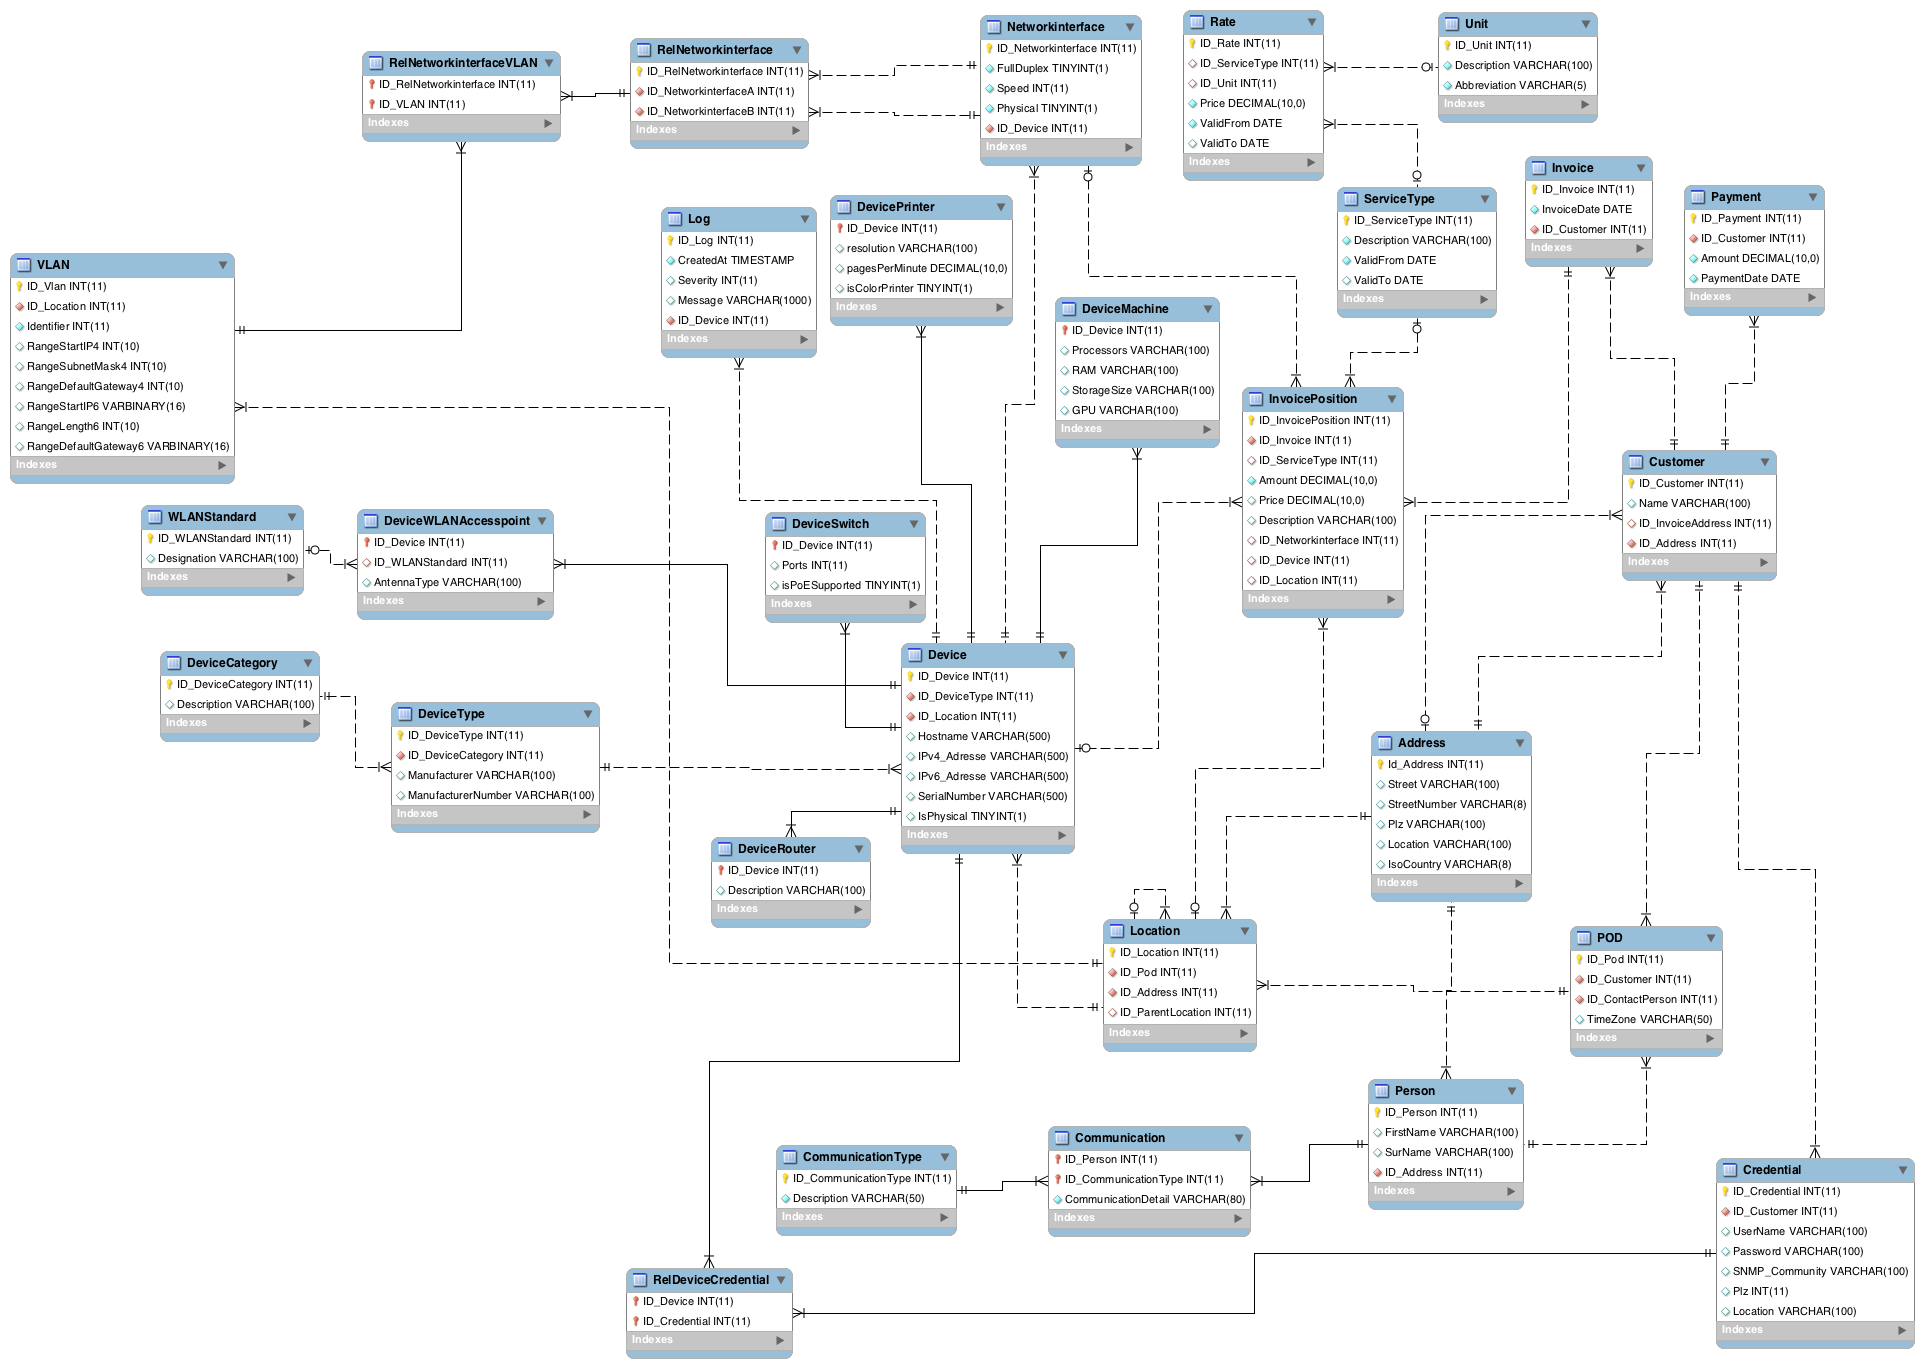 RelNetworkinterfaceVLAN
ID_RelNetworkinterface INT(11)
ID_VLAN INT(11)
Indexes
RelNetworkinterface
ID_RelNetworkinterface INT(11)
ID_NetworkinterfaceA INT(11)
ID_NetworkinterfaceB INT(11)
Indexes
Networkinterface
ID_Networkinterface INT(11)
FullDuplex TINYINT(1)
Speed INT(11)
Physical TINYINT(1)
ID_Device INT(11)
Indexes
Rate
ID_Rate INT(11)
ID_ServiceType INT(11)
ID_Unit INT(11)
Price DECIMAL(10,0)
ValidFrom DATE
ValidTo DATE
Indexes
Unit
ID_Unit INT(11)
Description VARCHAR(100)
Abbreviation VARCHAR(5)
Indexes
Invoice
ID_Invoice INT(11)
InvoiceDate DATE
ID_Customer INT(11)
Indexes
Payment
ID_Payment INT(11)
ID_Customer INT(11)
Amount DECIMAL(10,0)
PaymentDate DATE
Indexes
ServiceType
ID_ServiceType INT(11)
Description VARCHAR(100)
ValidFrom DATE
ValidTo DATE
Indexes
Log
ID_Log INT(11)
CreatedAt TIMESTAMP
Severity INT(11)
Message VARCHAR(1000)
ID_Device INT(11)
Indexes
DevicePrinter
ID_Device INT(11)
resolution VARCHAR(100)
pagesPerMinute DECIMAL(10,0)
isColorPrinter TINYINT(1)
Indexes
VLAN
ID_Vlan INT(11)
ID_Location INT(11)
Identifier INT(11)
RangeStartIP4 INT(10)
RangeSubnetMask4 INT(10)
RangeDefaultGateway4 INT(10)
RangeStartIP6 VARBINARY(16)
RangeLength6 INT(10)
RangeDefaultGateway6 VARBINARY(16)
Indexes
DeviceMachine
ID_Device INT(11)
Processors VARCHAR(100)
RAM VARCHAR(100)
StorageSize VARCHAR(100)
GPU VARCHAR(100)
Indexes
InvoicePosition
ID_InvoicePosition INT(11)
ID_Invoice INT(11)
ID_ServiceType INT(11)
Amount DECIMAL(10,0)
Price DECIMAL(10,0)
Description VARCHAR(100)
ID_Networkinterface INT(11)
ID_Device INT(11)
ID_Location INT(11)
Indexes
Customer
ID_Customer INT(11)
Name VARCHAR(100)
ID_InvoiceAddress INT(11)
ID_Address INT(11)
Indexes
WLANStandard
ID_WLANStandard INT(11)
Designation VARCHAR(100)
Indexes
DeviceWLANAccesspoint
ID_Device INT(11)
ID_WLANStandard INT(11)
AntennaType VARCHAR(100)
Indexes
DeviceSwitch
ID_Device INT(11)
Ports INT(11)
isPoESupported TINYINT(1)
Indexes
DeviceCategory
ID_DeviceCategory INT(11)
Description VARCHAR(100)
Indexes
DeviceType
ID_DeviceType INT(11)
ID_DeviceCategory INT(11)
Manufacturer VARCHAR(100)
ManufacturerNumber VARCHAR(100)
Indexes
Device
ID_Device INT(11)
ID_DeviceType INT(11)
ID_Location INT(11)
Hostname VARCHAR(500)
IPv4_Adresse VARCHAR(500)
IPv6_Adresse VARCHAR(500)
SerialNumber VARCHAR(500)
IsPhysical TINYINT(1)
Indexes
Address
Id_Address INT(11)
Street VARCHAR(100)
StreetNumber VARCHAR(8)
Plz VARCHAR(100)
Location VARCHAR(100)
IsoCountry VARCHAR(8)
Indexes
DeviceRouter
ID_Device INT(11)
Description VARCHAR(100)
Indexes
Location
ID_Location INT(11)
ID_Pod INT(11)
ID_Address INT(11)
ID_ParentLocation INT(11)
Indexes
POD
ID_Pod INT(11)
ID_Customer INT(11)
ID_ContactPerson INT(11)
TimeZone VARCHAR(50)
Indexes
Person
ID_Person INT(11)
FirstName VARCHAR(100)
SurName VARCHAR(100)
ID_Address INT(11)
Indexes
Communication
ID_Person INT(11)
ID_CommunicationType INT(11)
CommunicationDetail VARCHAR(80)
Indexes
CommunicationType
ID_CommunicationType INT(11)
Description VARCHAR(50)
Indexes
Credential
ID_Credential INT(11)
ID_Customer INT(11)
UserName VARCHAR(100)
Password VARCHAR(100)
SNMP_Community VARCHAR(100)
Plz INT(11)
Location VARCHAR(100)
Indexes
RelDeviceCredential
ID_Device INT(11)
ID_Credential INT(11)
Indexes